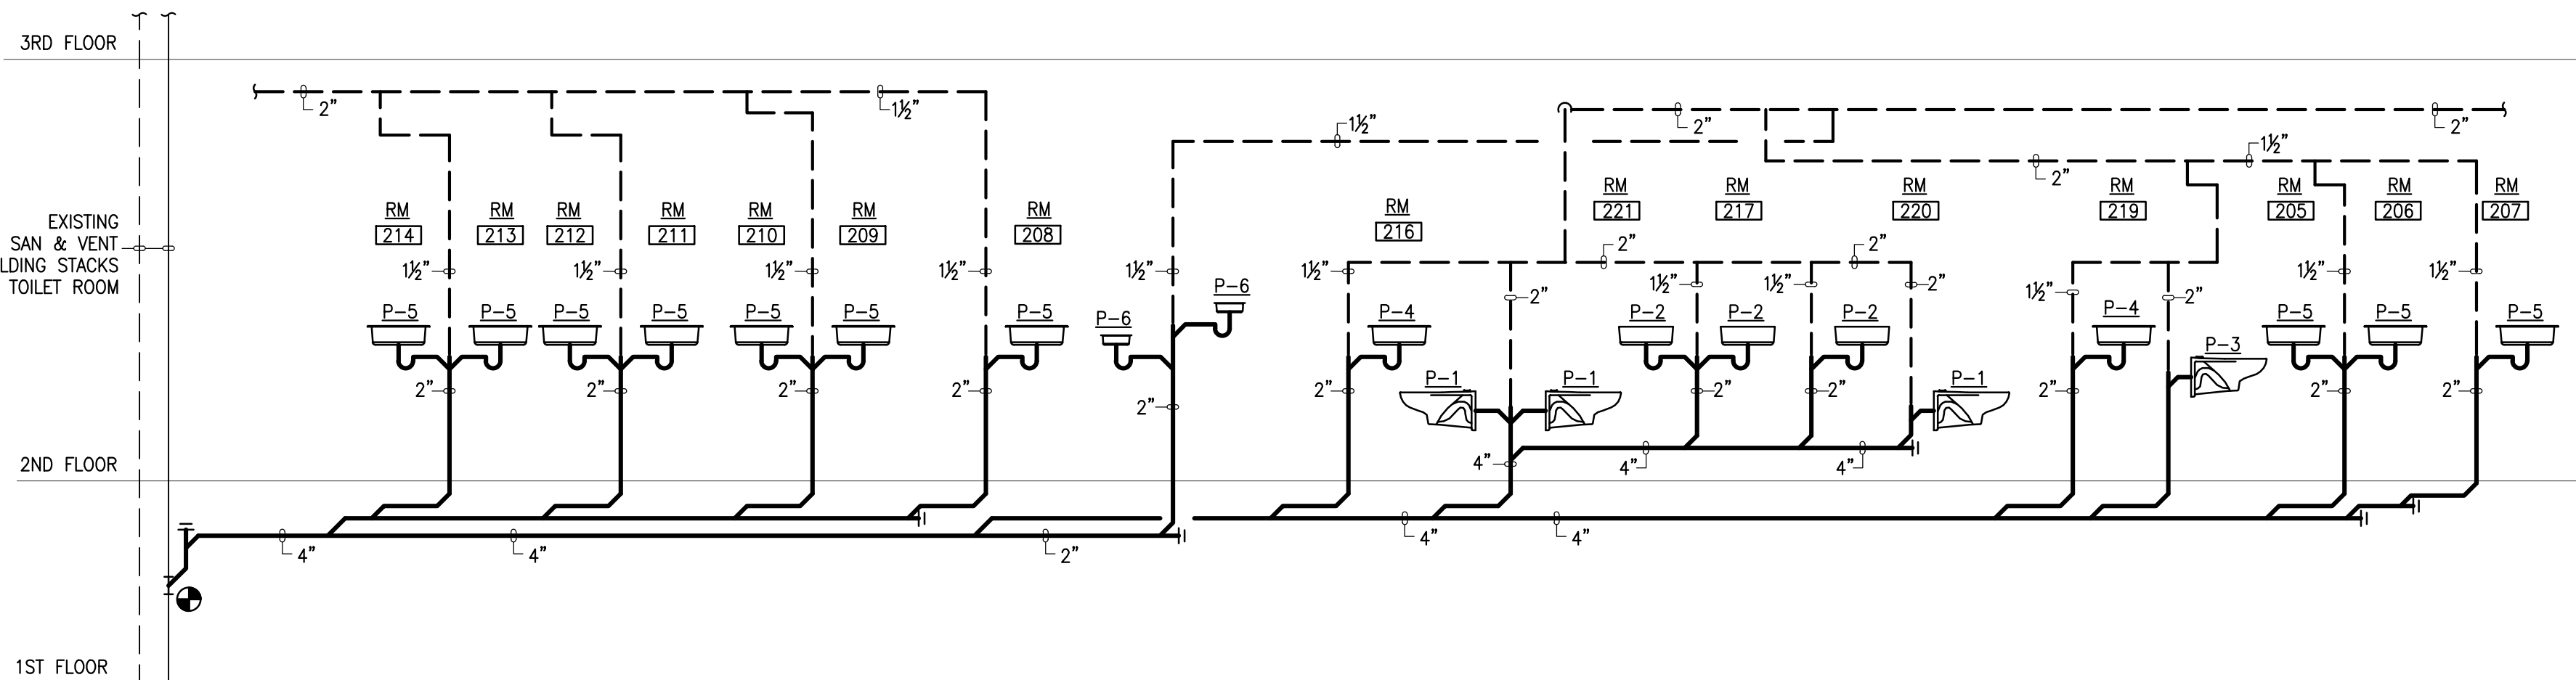 3RD FLOOR
2"
1½"
1½"
2"
2"
2"
1½"
EXISTING
SAN & VENT
LDING STACKS
TOILET ROOM
RM
214
RM
213
RM
212
RM
211
RM
210
RM
209
RM
208
RM
216
RM
221
RM
217
RM
220
RM
219
RM
205
RM
206
RM
207
2"
2"
1½"
1½"
1½"
1½"
1½"
1½"
1½"
1½"
2"
1½"
1½"
2"
1½"
2"
P-5
P-5
P-5
P-5
P-5
P-5
P-5
P-6
P-6
P-4
P-2
P-2
P-2
P-4
P-3
P-5
P-5
P-5
P-1
P-1
P-1
2"
2"
2"
2"
2"
2"
2"
2"
2"
2"
2"
2ND FLOOR
4"
4"
4"
4"
4"
2"
4"
4"
1ST FLOOR